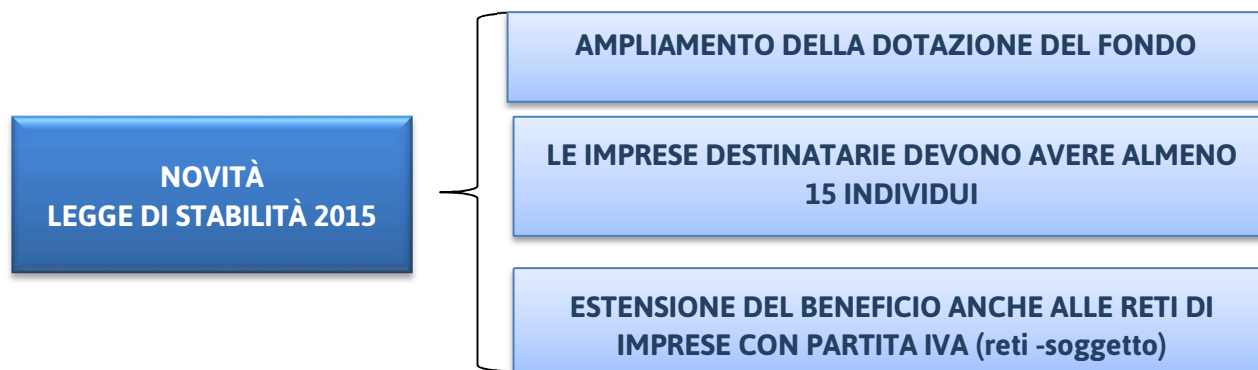 NOVITÀ
LEGGE DI STABILITÀ 2015
AMPLIAMENTO DELLA DOTAZIONE DEL FONDO
LE IMPRESE DESTINATARIE DEVONO AVERE ALMENO
15 INDIVIDUI
ESTENSIONE DEL BENEFICIO ANCHE ALLE RETI DI
IMPRESE CON PARTITA IVA (reti -soggetto)